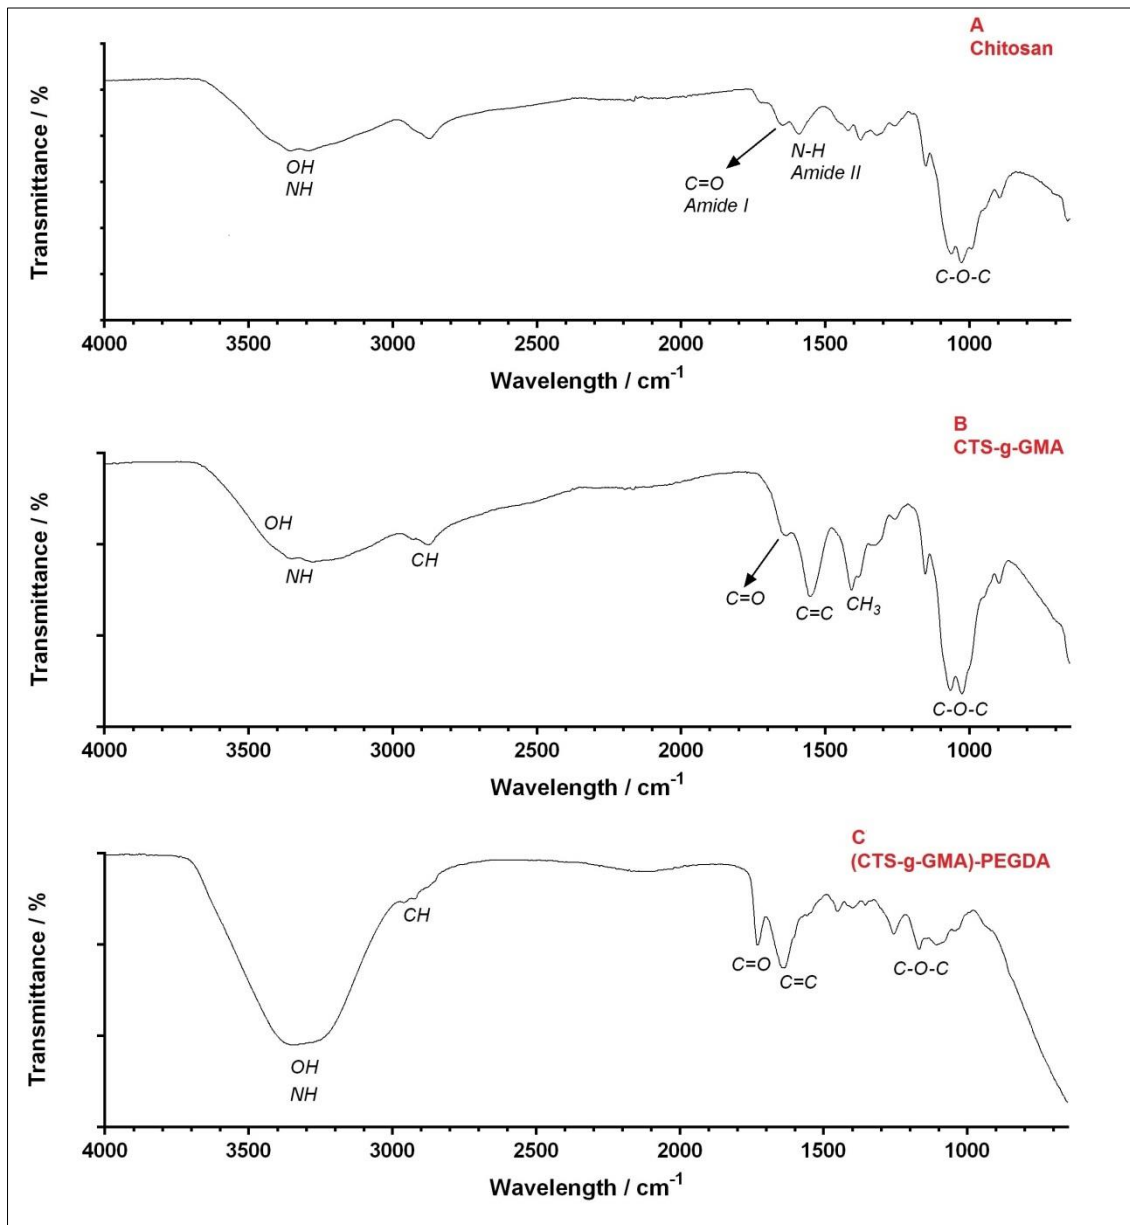 A
Chitosan
Transmittance / %
OH
NH
C=O
Amide I
N-H
Amide II
C-O-C
4000 3500 3000 2500 2000 1500 1000
Wavelength / cm⁻¹
B
CTS-g-GMA
Transmittance / %
OH
NH
CH
C=O
C=C
CH₃
C-O-C
4000 3500 3000 2500 2000 1500 1000
Wavelength / cm⁻¹
C
(CTS-g-GMA)-PEGDA
Transmittance / %
OH
NH
CH
C=O
C=C
C-O-C
4000 3500 3000 2500 2000 1500 1000
Wavelength / cm⁻¹